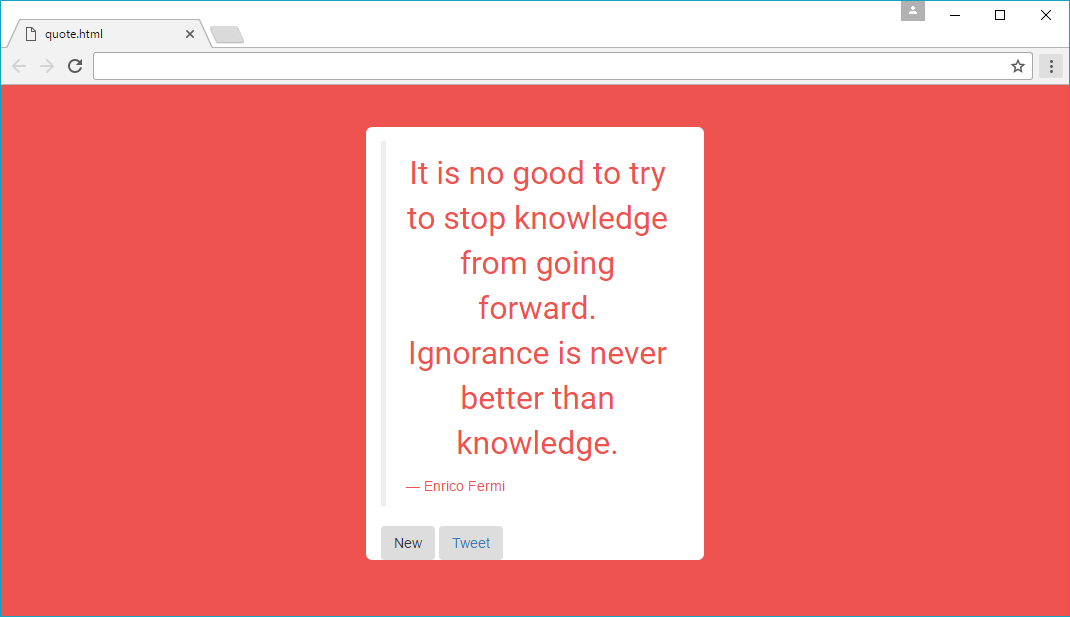 quote.html
It is no good to try
to stop knowledge
from going
forward.
Ignorance is never
better than
knowledge.
— Enrico Fermi
New Tweet